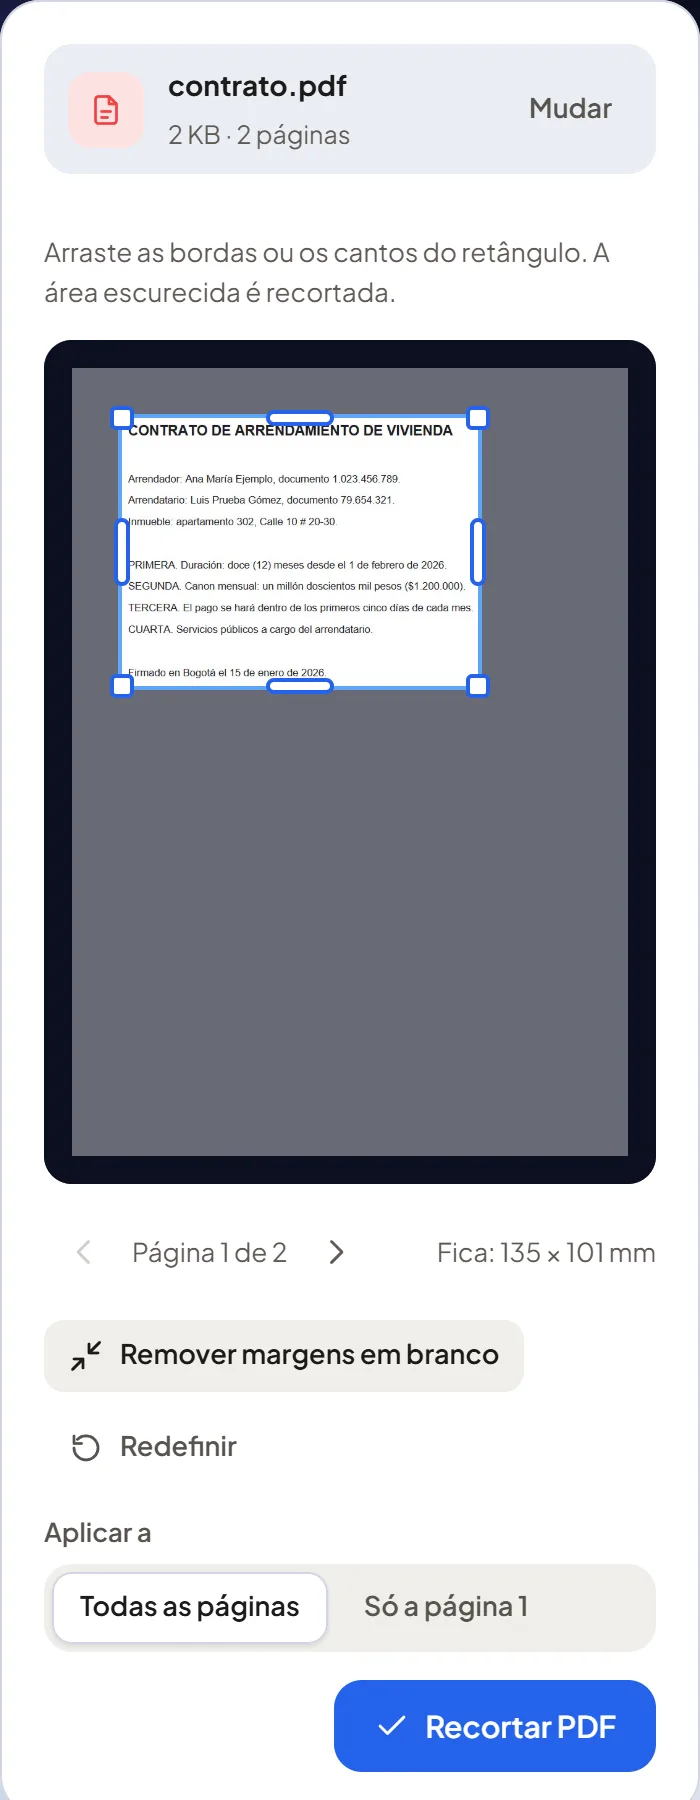 contrato.pdf
2 KB · 2 páginas
Mudar
Arraste as bordas ou os cantos do retângulo. A
área escurecida é recortada.
CONTRATO DE ARRENDAMIENTO DE VIVIENDA
Arrendador: Ana María Ejemplo, documento 1.023.456.789.
Arrendatario: Luis Prueba Gómez, documento 79.654.321.
Inmueble: apartamento 302, Calle 10 # 20-30.
PRIMERA. Duración: doce (12) meses desde el 1 de febrero de 2026.
SEGUNDA. Canon mensual: un millón doscientos mil pesos ($1.200.000).
TERCERA. El pago se hará dentro de los primeros cinco días de cada mes.
CUARTA. Servicios públicos a cargo del arrendatario.
Firmado en Bogotá el 15 de enero de 2026.
Página 1 de 2
Fica: 135 × 101 mm
Remover margens em branco
Redefinir
Aplicar a
Todas as páginas
Só a página 1
Recortar PDF